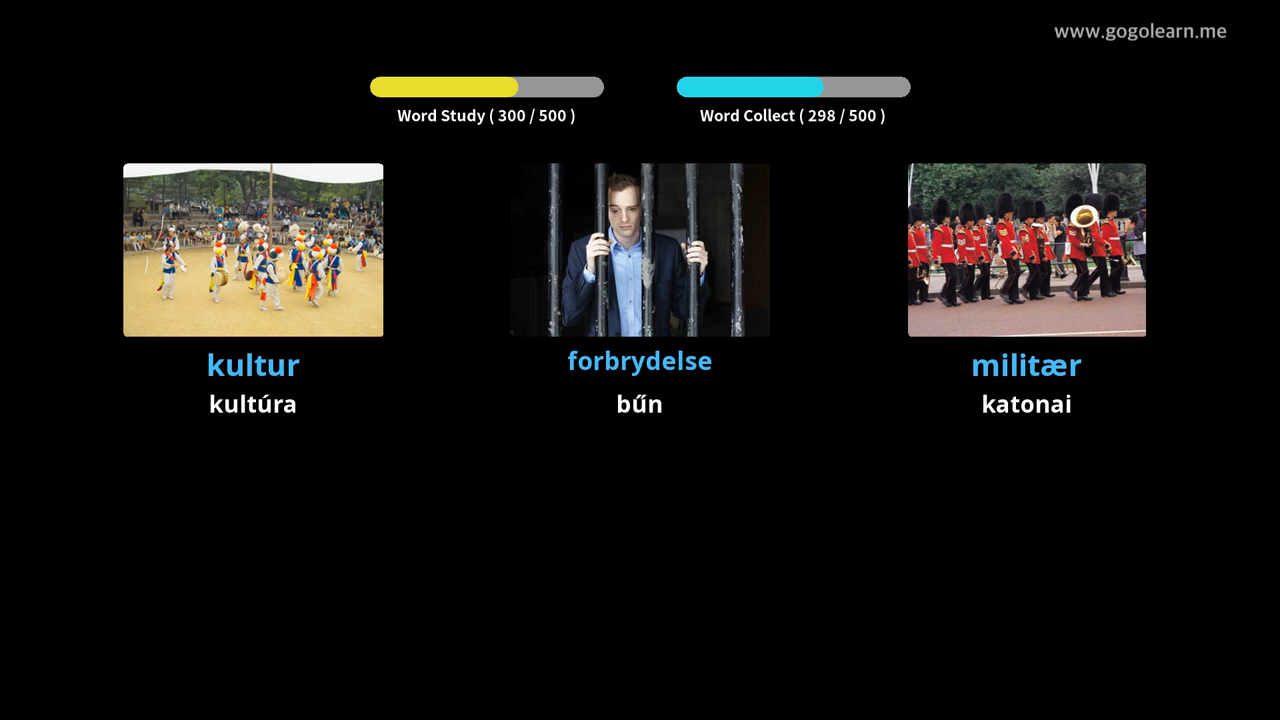 www.gogolearn.me
Word Study ( 300 / 500 )
Word Collect ( 298 / 500 )
kultur
forbrydelse
militær
kultúra
bűn
katonai